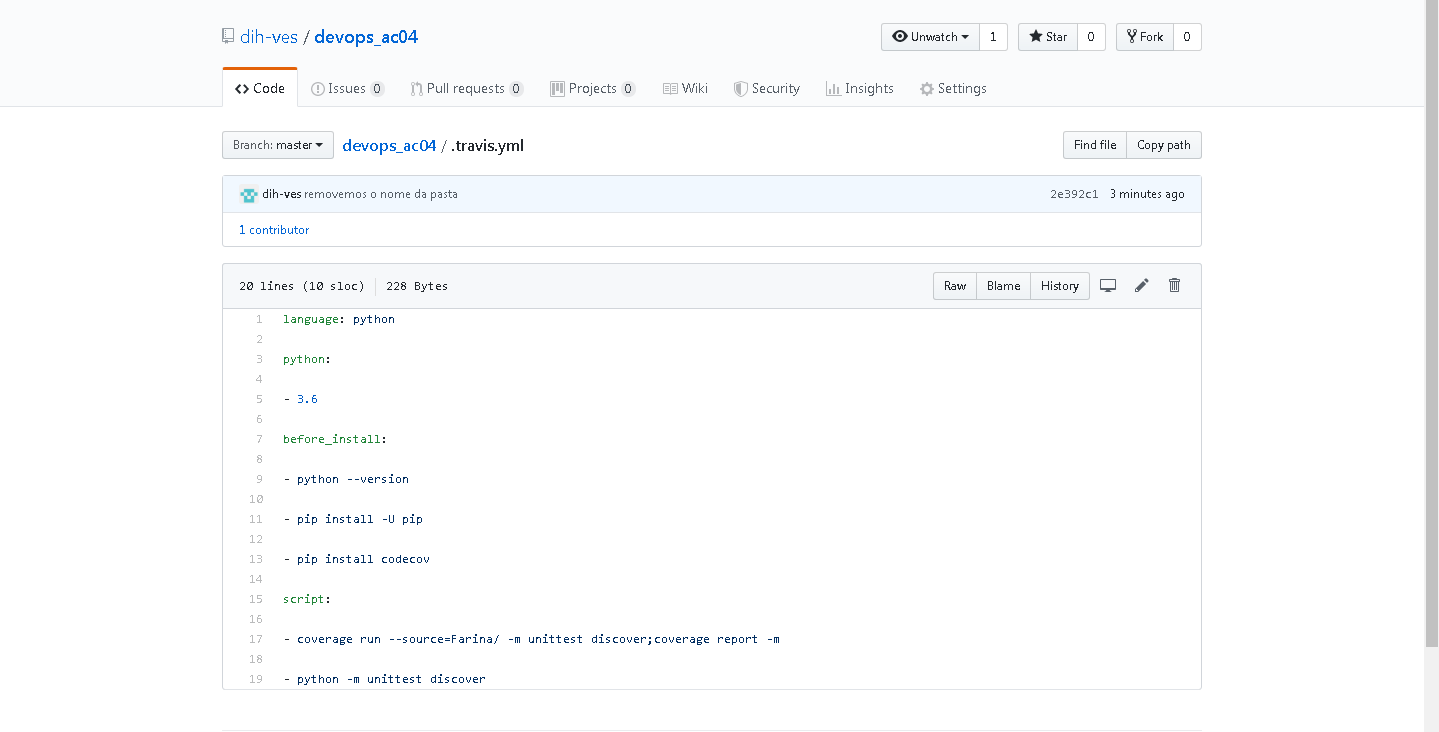 dih-ves / devops_ac04
Unwatch 1 Star 0 Fork 0
Code Issues 0 Pull requests 0 Projects 0 Wiki Security Insights Settings
Branch: master devops_ac04 / .travis.yml Find file Copy path
dih-ves removemos o nome da pasta 2e392c1 3 minutes ago
1 contributor
20 lines (10 sloc) 228 Bytes Raw Blame History
1 language: python
2
3 python:
4
5 - 3.6
6
7 before_install:
8
9 - python --version
10
11 - pip install -U pip
12
13 - pip install codecov
14
15 script:
16
17 - coverage run --source=Farina/ -m unittest discover;coverage report -m
18
19 - python -m unittest discover